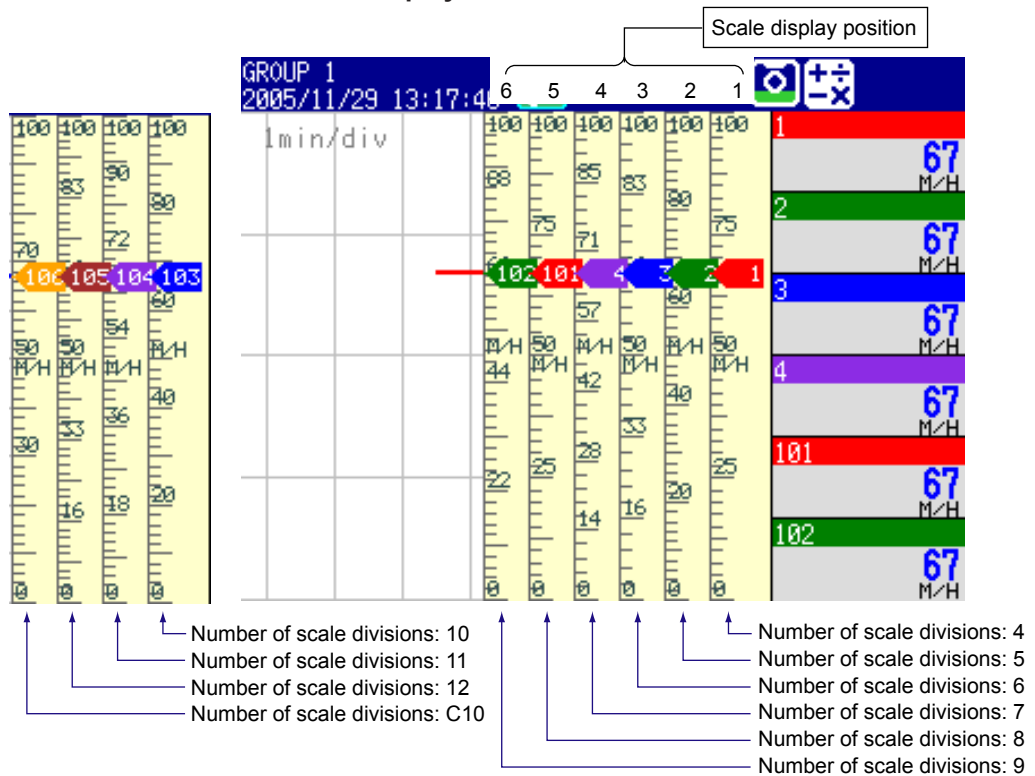 Scale display position
GROUP 1
2005/11/29 13:17:4
6 5 4 3 2 1
1min/div
100 100 100 100
90
83
80
72
70
106 105 104 103
60
54
50 50 M/H
M/H M/H M/H
40
36
33
30
20
18
16
0 0 0 0
100 100 100 100 100 100
88 85 83
80
75 75
71
102 101 4 3 2 1
60
57
M/H 50 M/H 50 M/H 50
44 M/H M/H M/H
42
40
33
28
25 25
22
20
16
14
0 0 0 0 0 0
1
67
M/H
2
67
M/H
3
67
M/H
4
67
M/H
101
67
M/H
102
67
M/H
Number of scale divisions: 10
Number of scale divisions: 11
Number of scale divisions: 12
Number of scale divisions: C10
Number of scale divisions: 4
Number of scale divisions: 5
Number of scale divisions: 6
Number of scale divisions: 7
Number of scale divisions: 8
Number of scale divisions: 9